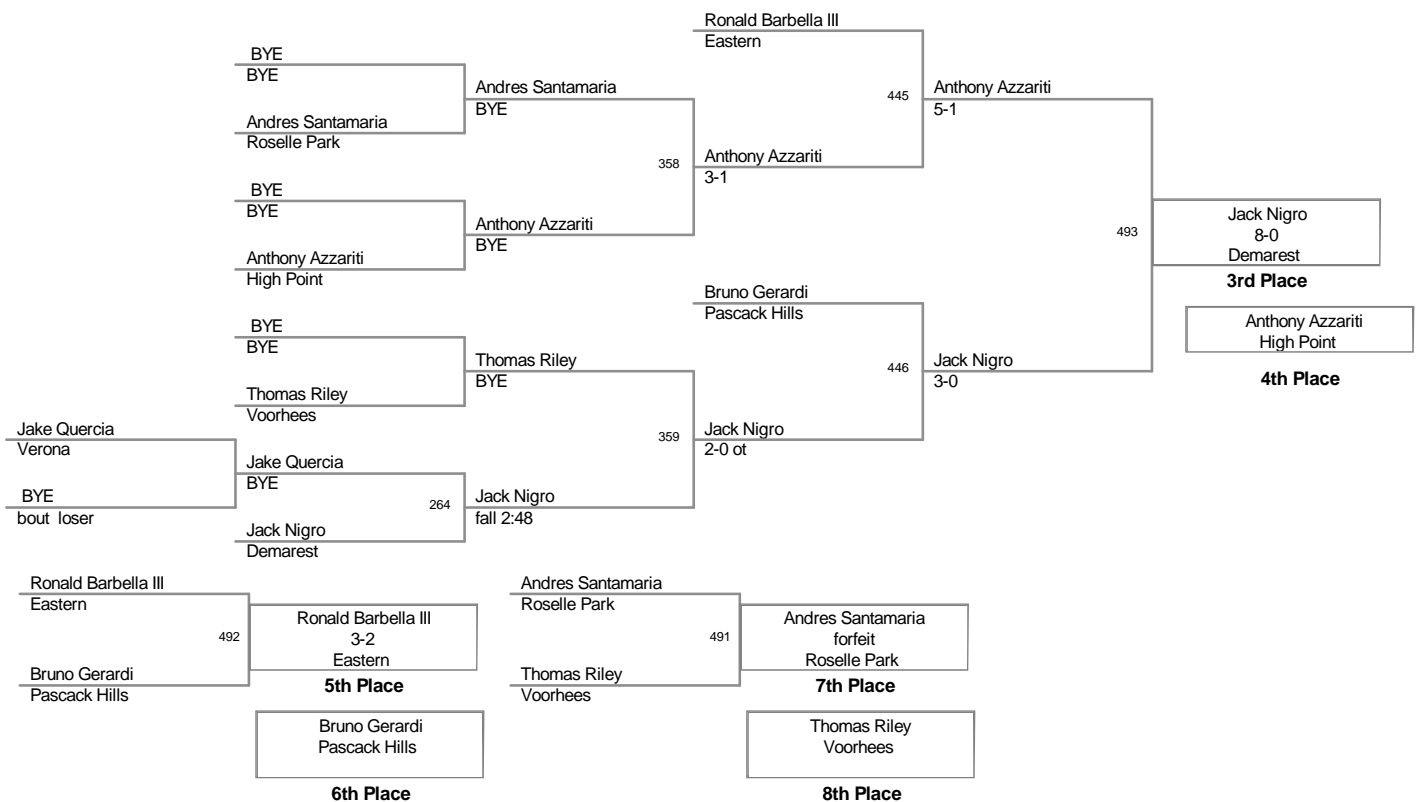 Ronald Barbella III
Eastern
BYE
BYE
Andres Santamaria
BYE
445
Anthony Azzariti
5-1
Andres Santamaria
Roselle Park
358
Anthony Azzariti
3-1
BYE
BYE
Anthony Azzariti
BYE
Anthony Azzariti
High Point
493
Jack Nigro
8-0
Demarest
3rd Place
Bruno Gerardi
Pascack Hills
Anthony Azzariti
High Point
4th Place
BYE
BYE
Thomas Riley
BYE
446
Jack Nigro
3-0
Thomas Riley
Voorhees
Jake Quercia
Verona
359
Jack Nigro
2-0 ot
Jake Quercia
BYE
BYE
bout loser
264
Jack Nigro
fall 2:48
Jack Nigro
Demarest
Ronald Barbella III
Eastern
492
Ronald Barbella III
3-2
Eastern
Bruno Gerardi
Pascack Hills
5th Place
Bruno Gerardi
Pascack Hills
6th Place
Andres Santamaria
Roselle Park
491
Andres Santamaria
forfeit
Roselle Park
Thomas Riley
Voorhees
7th Place
Thomas Riley
Voorhees
8th Place